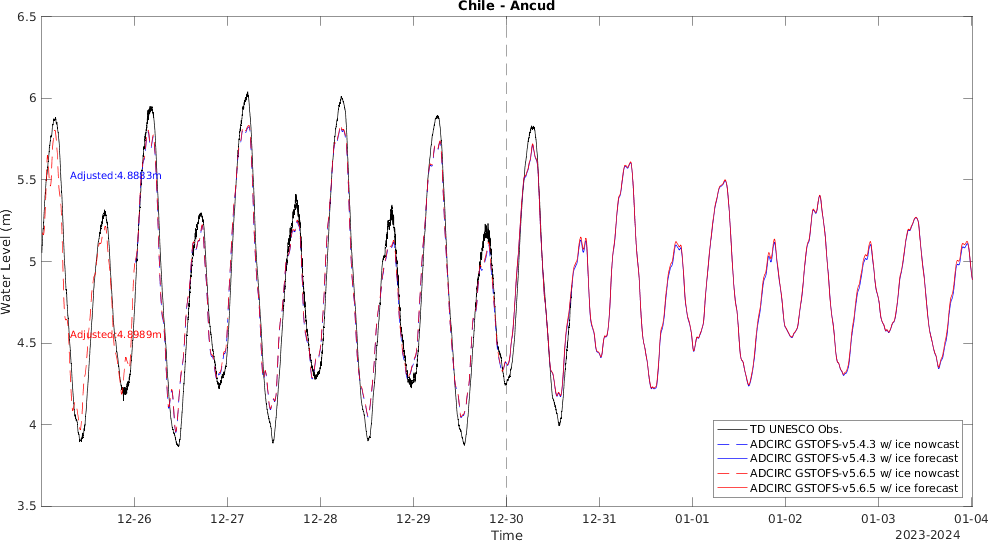 Chile - Ancud
6.5
6
5.5
5
4.5
4
3.5
Water Level (m)
Adjusted:4.8883m
Adjusted:4.8989m
TD UNESCO Obs.
ADCIRC GSTOFS-v5.4.3 w/ ice nowcast
ADCIRC GSTOFS-v5.4.3 w/ ice forecast
ADCIRC GSTOFS-v5.6.5 w/ ice nowcast
ADCIRC GSTOFS-v5.6.5 w/ ice forecast
12-26 12-27 12-28 12-29 12-30 12-31 01-01 01-02 01-03 01-04
Time
2023-2024